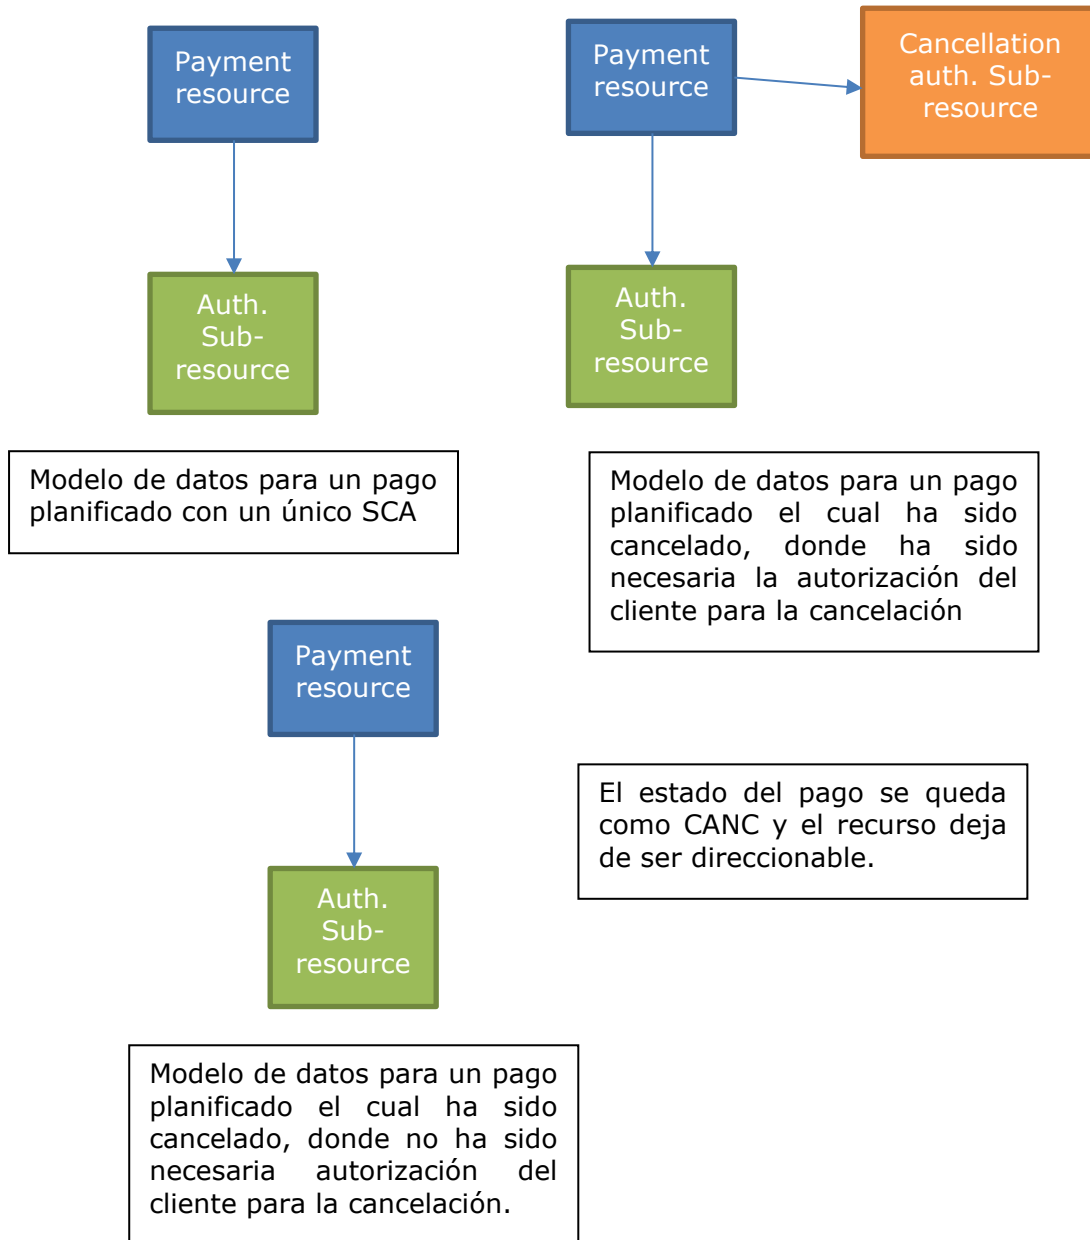 Payment
resource
Auth.
Sub-
resource
Modelo de datos para un pago
planificado con un único SCA
Payment
resource
Cancellation
auth. Sub-
resource
Auth.
Sub-
resource
Modelo de datos para un pago
planificado el cual ha sido
cancelado, donde ha sido
necesaria la autorización del
cliente para la cancelación
Payment
resource
Auth.
Sub-
resource
El estado del pago se queda
como CANC y el recurso deja
de ser direccionable.
Modelo de datos para un pago
planificado el cual ha sido
cancelado, donde no ha sido
necesaria autorización del
cliente para la cancelación.